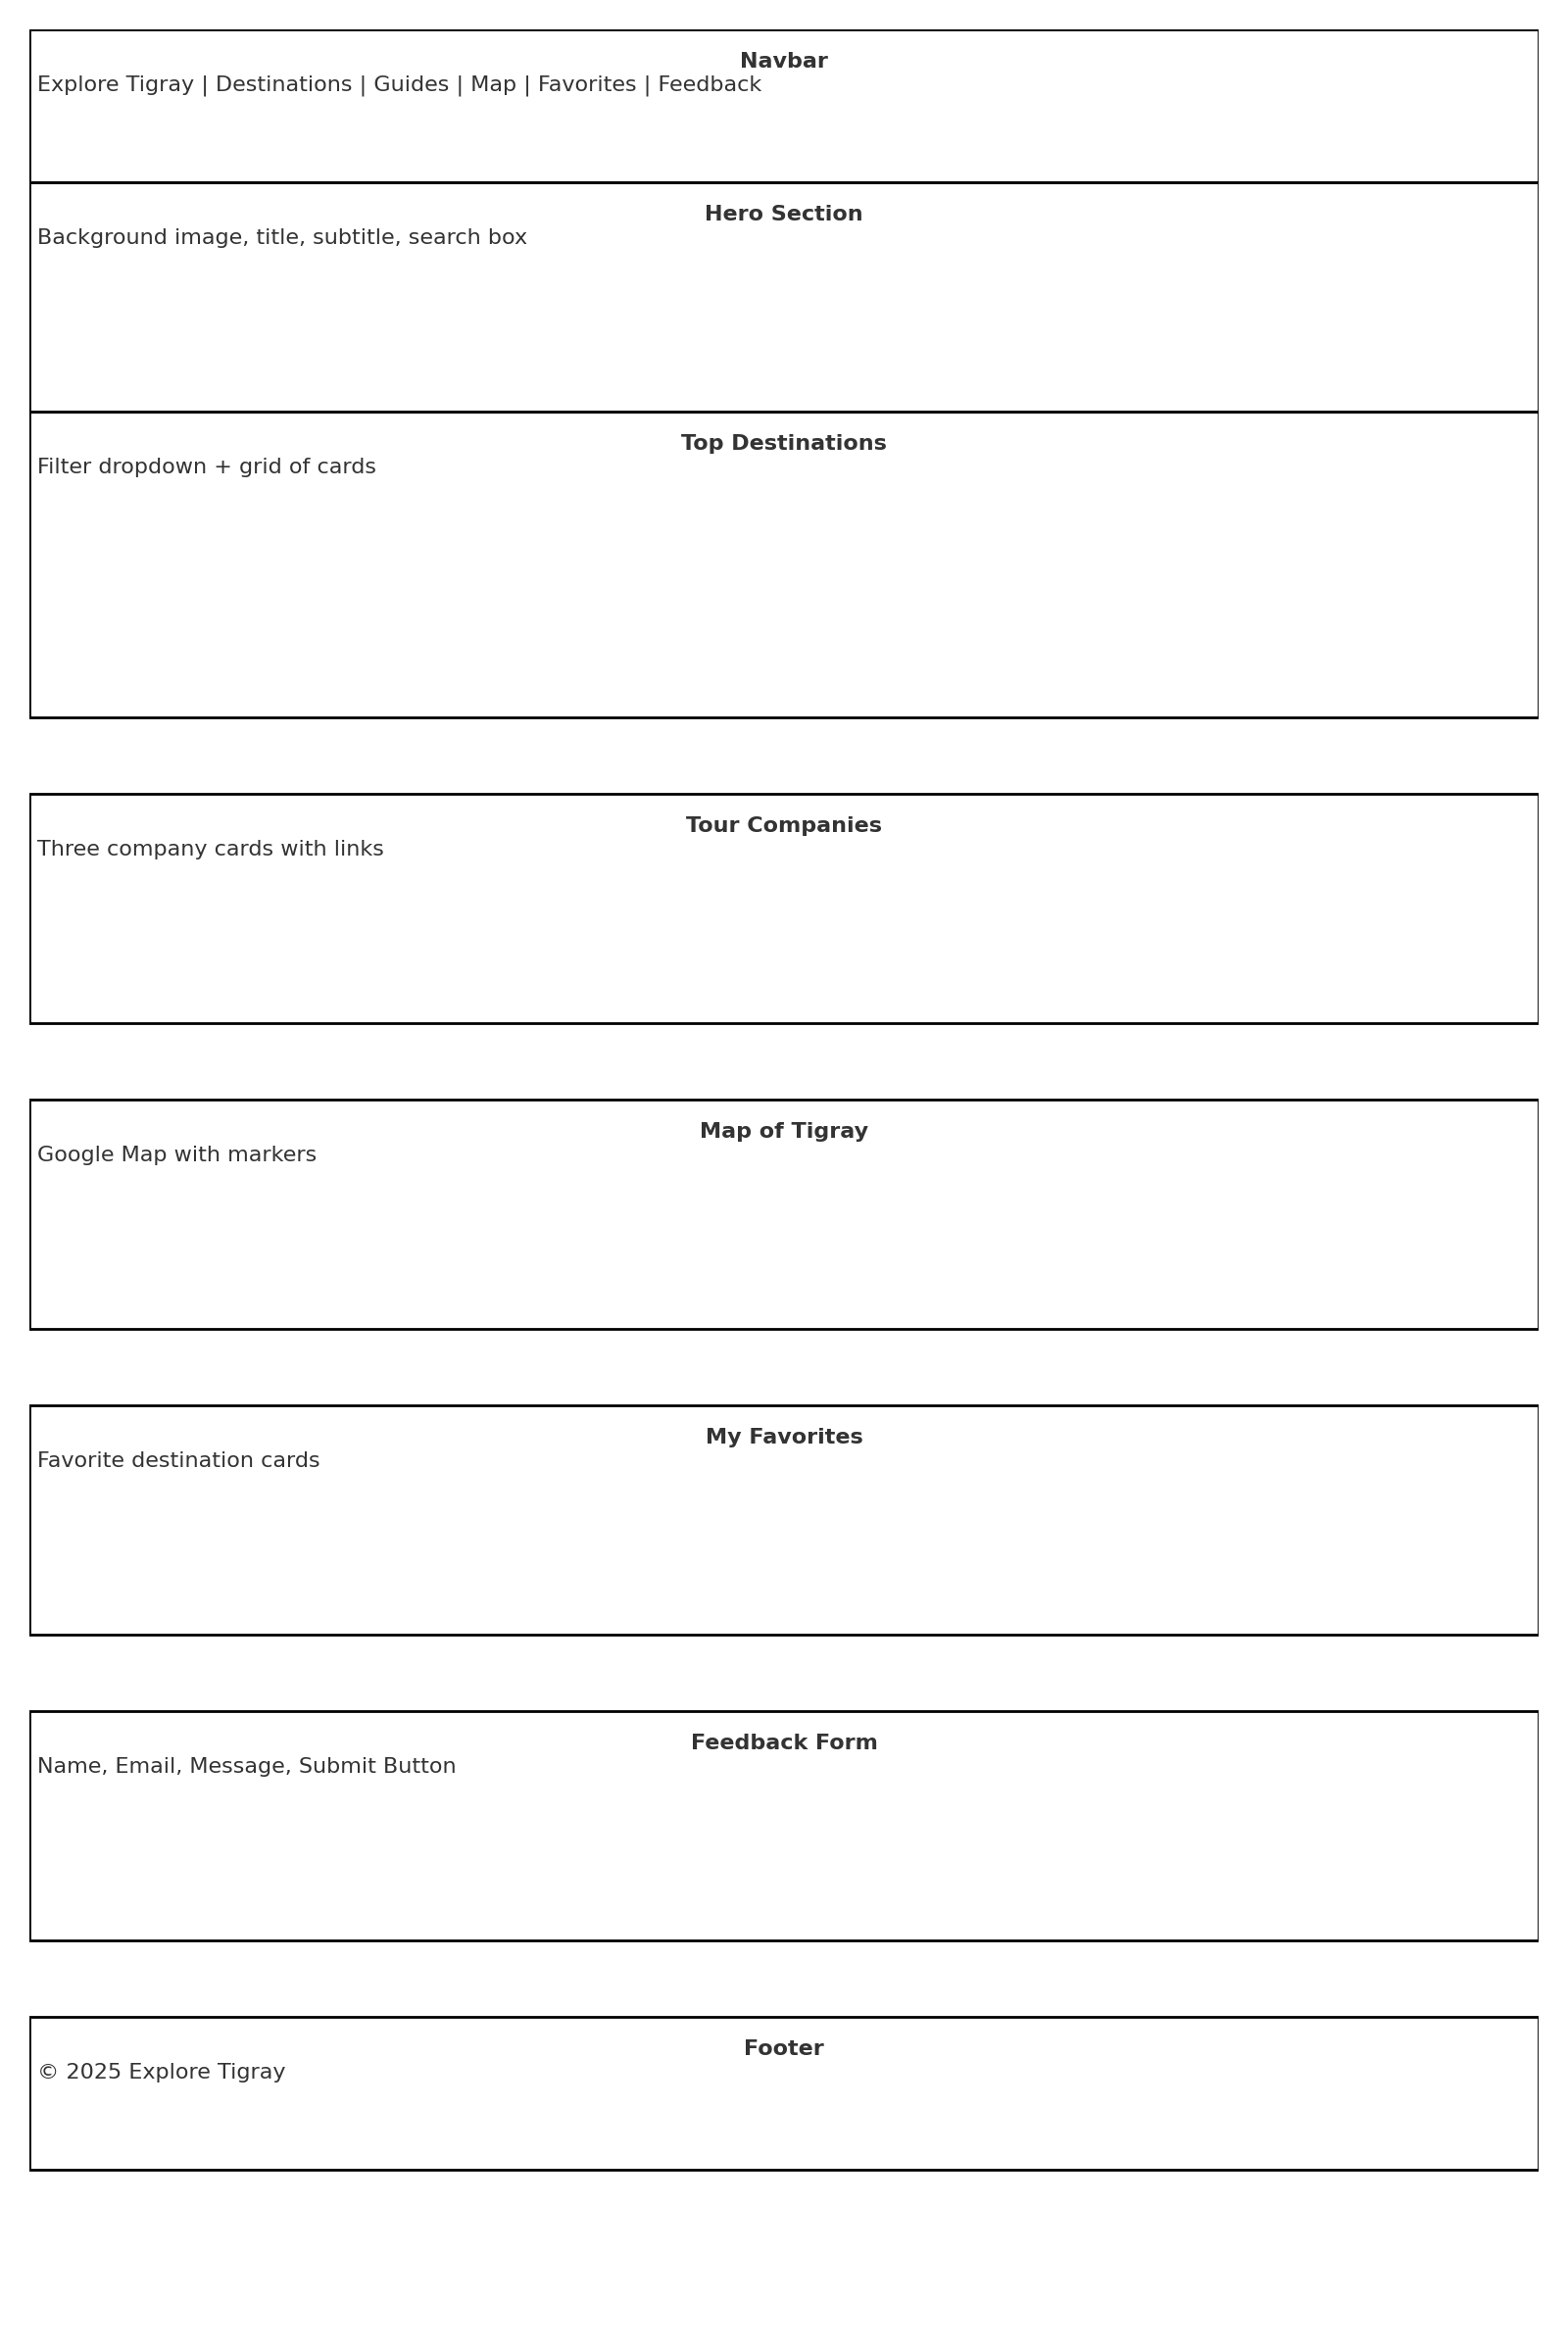 Navbar
Explore Tigray | Destinations | Guides | Map | Favorites | Feedback
Hero Section
Background image, title, subtitle, search box
Top Destinations
Filter dropdown + grid of cards
Tour Companies
Three company cards with links
Map of Tigray
Google Map with markers
My Favorites
Favorite destination cards
Feedback Form
Name, Email, Message, Submit Button
Footer
© 2025 Explore Tigray